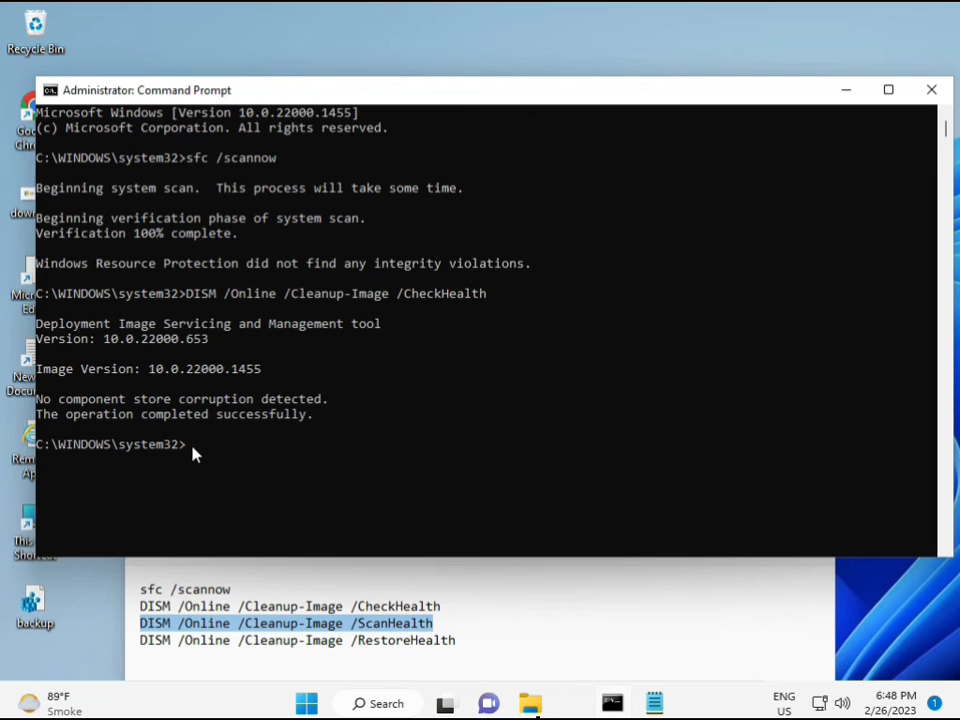 Recycle Bin
Administrator: Command Prompt
Microsoft Windows [Version 10.0.22000.1455]
(c) Microsoft Corporation. All rights reserved.
C:\WINDOWS\system32>sfc /scannow
Beginning system scan.  This process will take some time.
Beginning verification phase of system scan.
Verification 100% complete.
Windows Resource Protection did not find any integrity violations.
C:\WINDOWS\system32>DISM /Online /Cleanup-Image /CheckHealth
Deployment Image Servicing and Management tool
Version: 10.0.22000.653
Image Version: 10.0.22000.1455
No component store corruption detected.
The operation completed successfully.
C:\WINDOWS\system32>
sfc /scannow
DISM /Online /Cleanup-Image /CheckHealth
DISM /Online /Cleanup-Image /ScanHealth
DISM /Online /Cleanup-Image /RestoreHealth
backup
89°F
Smoke
Search
ENG
US
6:48 PM
2/26/2023
1